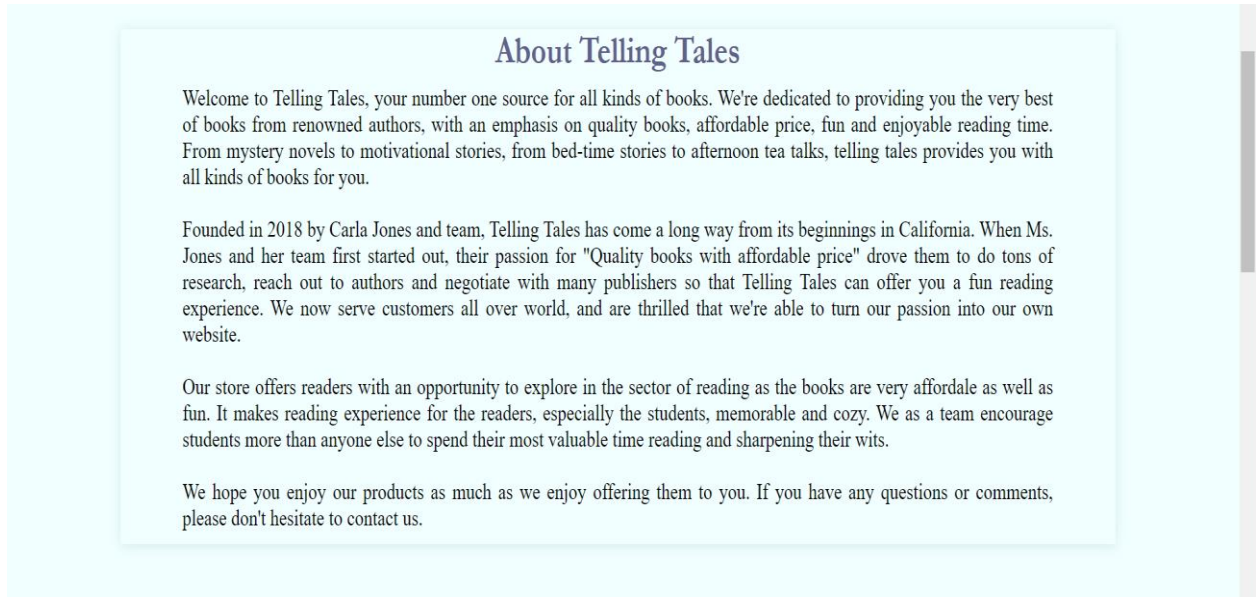 About Telling Tales
Welcome to Telling Tales, your number one source for all kinds of books. We're dedicated to providing you the very best
of books from renowned authors, with an emphasis on quality books, affordable price, fun and enjoyable reading time.
From mystery novels to motivational stories, from bed-time stories to afternoon tea talks, telling tales provides you with
all kinds of books for you.
Founded in 2018 by Carla Jones and team, Telling Tales has come a long way from its beginnings in California. When Ms.
Jones and her team first started out, their passion for "Quality books with affordable price" drove them to do tons of
research, reach out to authors and negotiate with many publishers so that Telling Tales can offer you a fun reading
experience. We now serve customers all over world, and are thrilled that we're able to turn our passion into our own
website.
Our store offers readers with an opportunity to explore in the sector of reading as the books are very affordale as well as
fun. It makes reading experience for the readers, especially the students, memorable and cozy. We as a team encourage
students more than anyone else to spend their most valuable time reading and sharpening their wits.
We hope you enjoy our products as much as we enjoy offering them to you. If you have any questions or comments,
please don't hesitate to contact us.